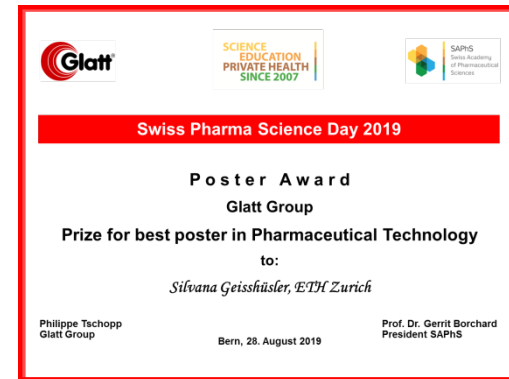 Glatt
SCIENCE
EDUCATION
PRIVATE HEALTH
SINCE 2007
SAPhS
Swiss Academy
of Pharmaceutical
Sciences
Swiss Pharma Science Day 2019
Poster Award
Glatt Group
Prize for best poster in Pharmaceutical Technology
to:
Silvana Geisshüsler, ETH Zurich
Philippe Tschopp
Glatt Group
Bern, 28. August 2019
Prof. Dr. Gerrit Borchard
President SAPhS